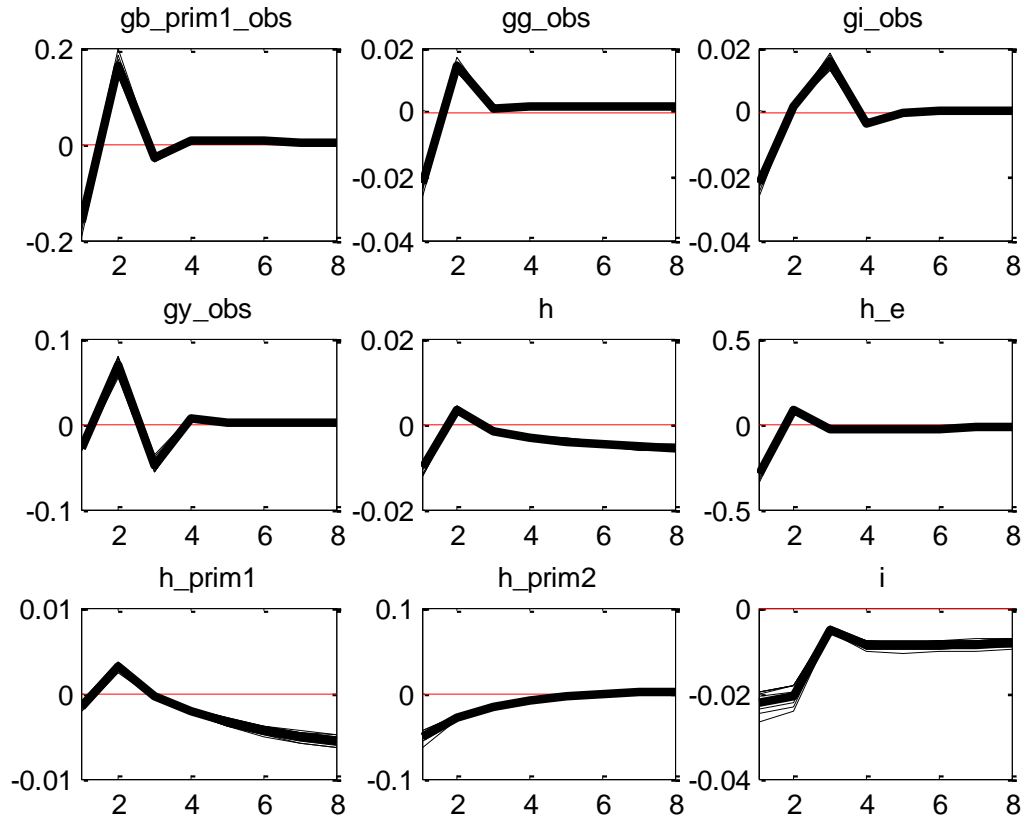 gb_prim1_obs gg_obs gi_obs
0.2 0.02 0.02
0 0 0
-0.02 -0.02
-0.2 -0.04 -0.04
2 4 6 8 2 4 6 8 2 4 6 8
gy_obs h h_e
0.1 0.02 0.5
0 0 0
-0.1 -0.02 -0.5
2 4 6 8 2 4 6 8 2 4 6 8
h_prim1 h_prim2 i
0.01 0.1 0
0 0 -0.02
-0.01 -0.1 -0.04
2 4 6 8 2 4 6 8 2 4 6 8